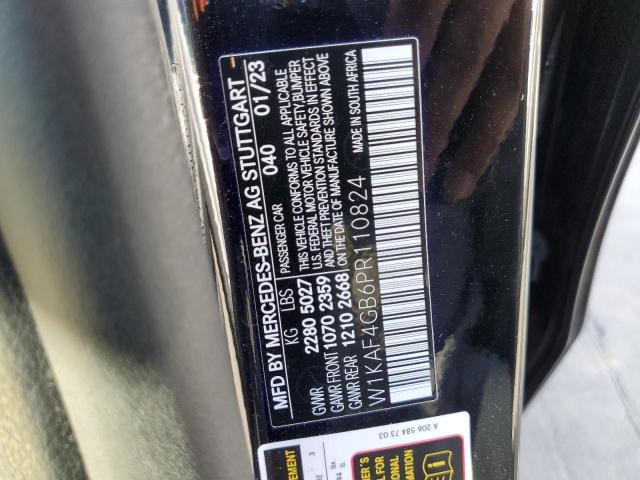 MFD BY MERCEDES-BENZ AG STUTTGART
040 01/23
KG LBS PASSENGER CAR
GVWR 2280 5027
GAWR FRONT 1070 2359
GAWR REAR 1210 2668
THIS VEHICLE CONFORMS TO ALL APPLICABLE
U.S. FEDERAL MOTOR VEHICLE SAFETY, BUMPER
AND THEFT PREVENTION STANDARDS IN EFFECT
ON THE DATE OF MANUFACTURE SHOWN ABOVE
MADE IN SOUTH AFRICA
W1KAF4GB6PR110824
A 206 584 73 03